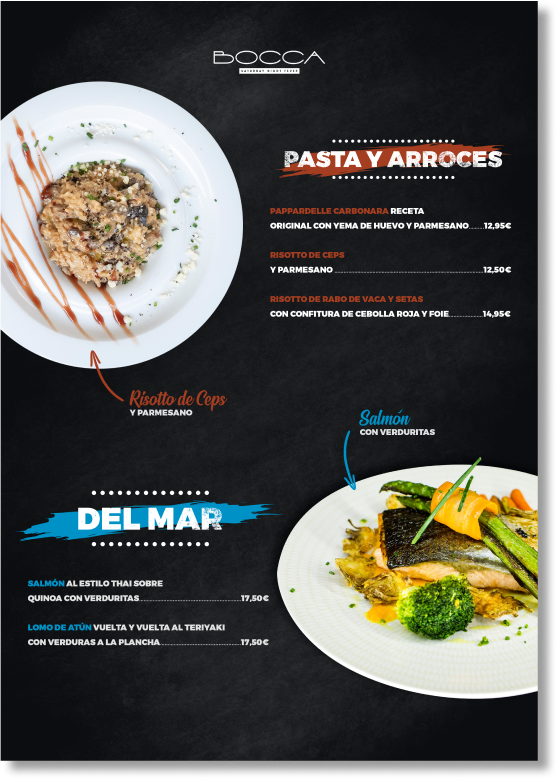 BOCCA
SATURDAY NIGHT FEVER
PASTA Y ARROCES
PAPPARDELLE CARBONARA RECETA
ORIGINAL CON YEMA DE HUEVO Y PARMESANO......12,95€
RISOTTO DE CEPS
Y PARMESANO......12,50€
RISOTTO DE RABO DE VACA Y SETAS
CON CONFITURA DE CEBOLLA ROJA Y FOIE......14,95€
Risotto de Ceps
Y PARMESANO
Salmón
CON VERDURITAS
DEL MAR
SALMÓN AL ESTILO THAI SOBRE
QUINOA CON VERDURITAS......17,50€
LOMO DE ATÚN VUELTA Y VUELTA AL TERIYAKI
CON VERDURAS A LA PLANCHA......17,50€